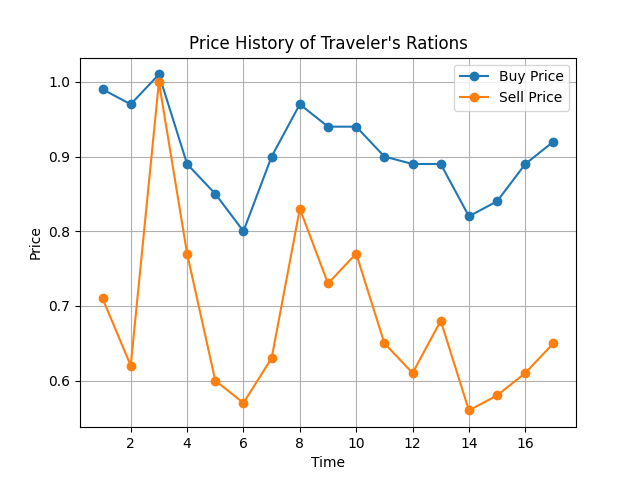 Price History of Traveler's Rations
Buy Price
Sell Price
1.0
0.9
0.8
0.7
0.6
Price
2 4 6 8 10 12 14 16
Time